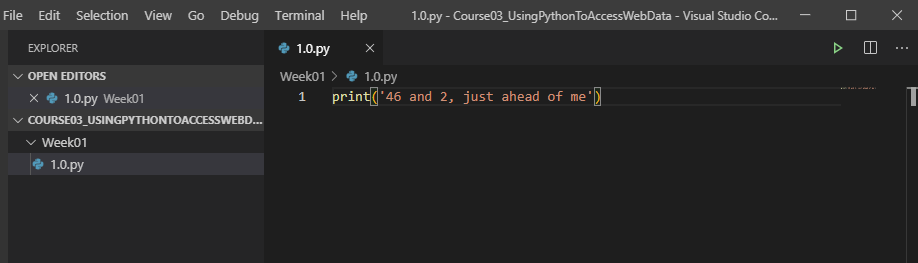 File Edit Selection View Go Debug Terminal Help 1.0.py - Course03_UsingPythonToAccessWebData - Visual Studio Co...
EXPLORER
OPEN EDITORS
1.0.py Week01
COURSE03_USINGPYTHONTOACCESSWEBD...
Week01
1.0.py
1.0.py
Week01 > 1.0.py
1 print('46 and 2, just ahead of me')